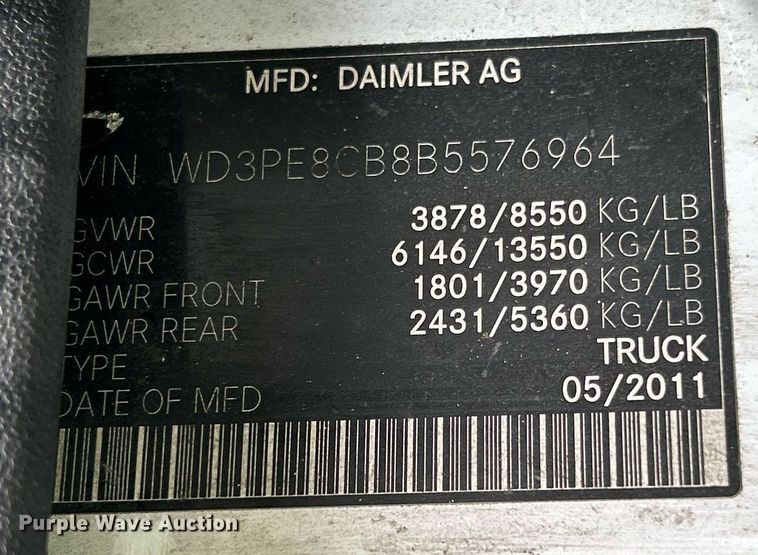 MFD: DAIMLER AG
VIN WD3PE8CB8B5576964
GVWR 3878/8550 KG/LB
GCWR 6146/13550 KG/LB
GAWR FRONT 1801/3970 KG/LB
GAWR REAR 2431/5360 KG/LB
TYPE TRUCK
DATE OF MFD 05/2011
Purple Wave Auction